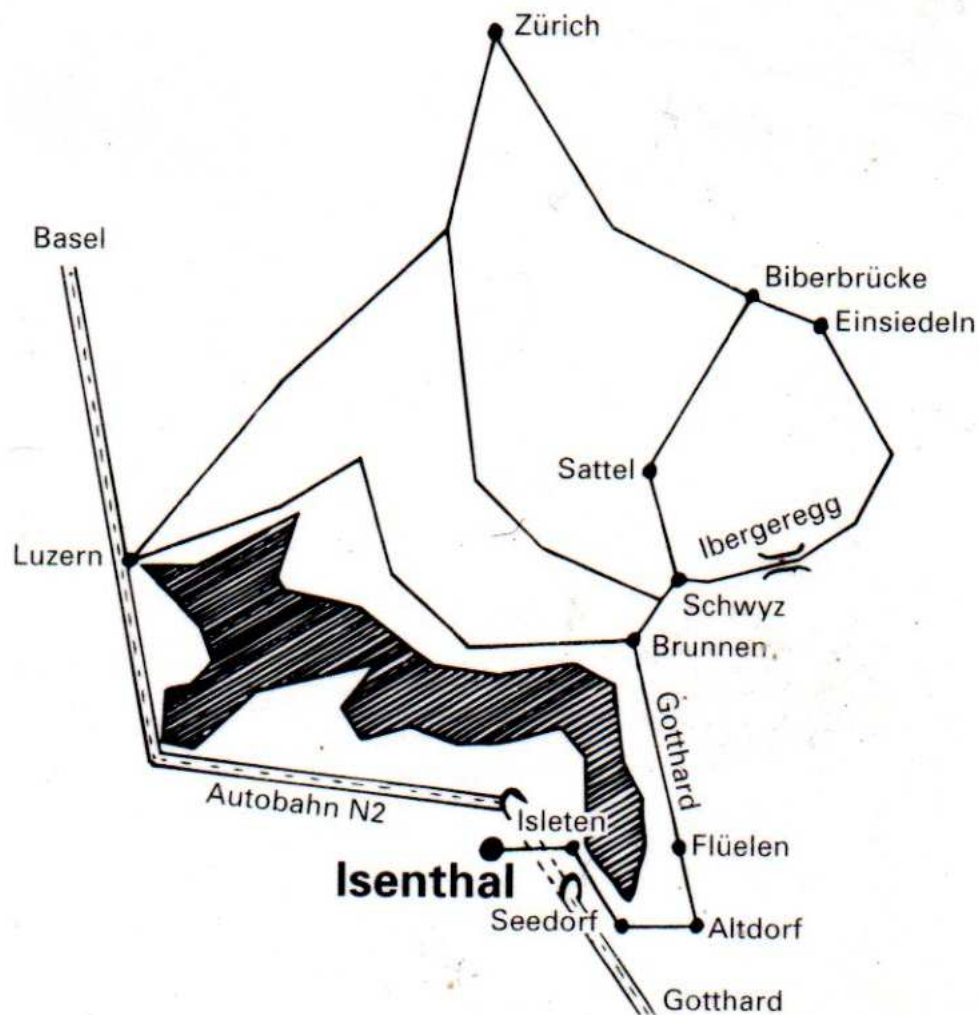 Zürich
Basel
Biberbrücke
Einsiedeln
Sattel
Ibergeregg
Luzern
Schwyz
Brunnen
Gotthard
Autobahn N2
Isleten
Flüelen
Isenthal
Seedorf
Altdorf
Gotthard